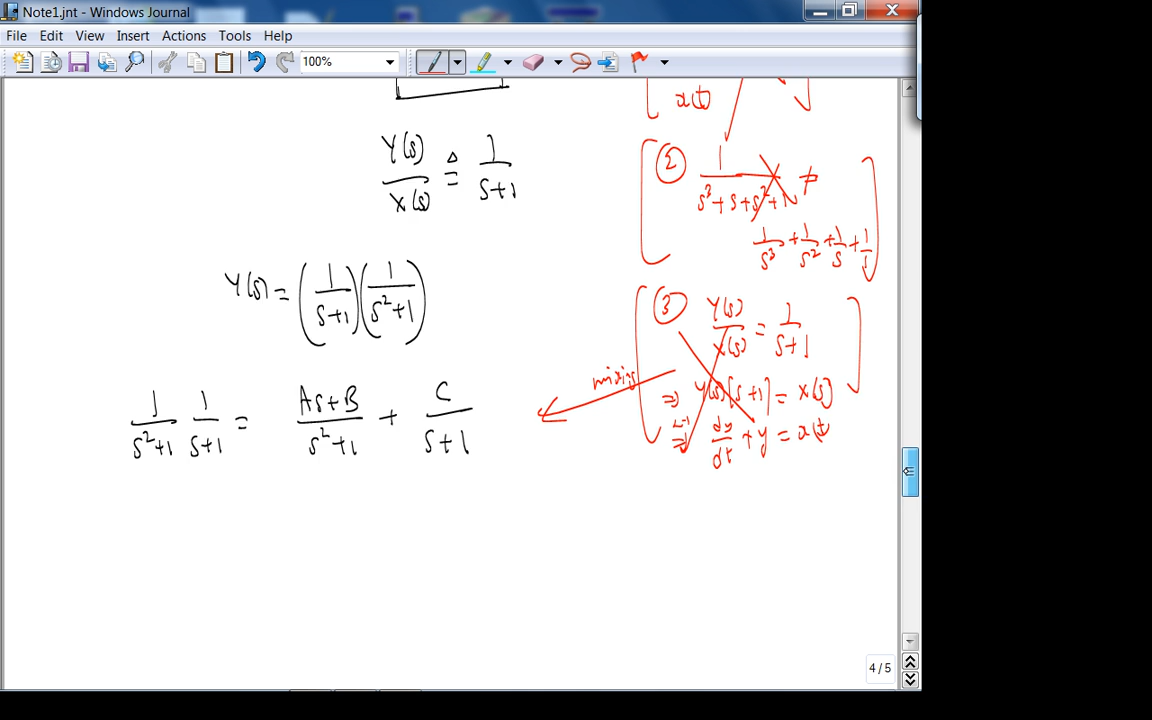 Note1.jnt - Windows Journal
File Edit View Insert Actions Tools Help
100%
x(t)
Y(s)/X(s) ≜ 1/(s+1)
② 1/(s³+s+s²+1) ≠
1/s³ + 1/s² + 1/s + 1/1
Y(s) = (1/(s+1)) (1/(s²+1))
③ Y(s)/X(s) = 1/(s+1)
mixing
⇒ Y(s)[s+1] = X(s)
L⁻¹ ⇒ dy/dt + y = x(t)
1/(s²+1) 1/(s+1) = (As+B)/(s²+1) + C/(s+1)
4 / 5